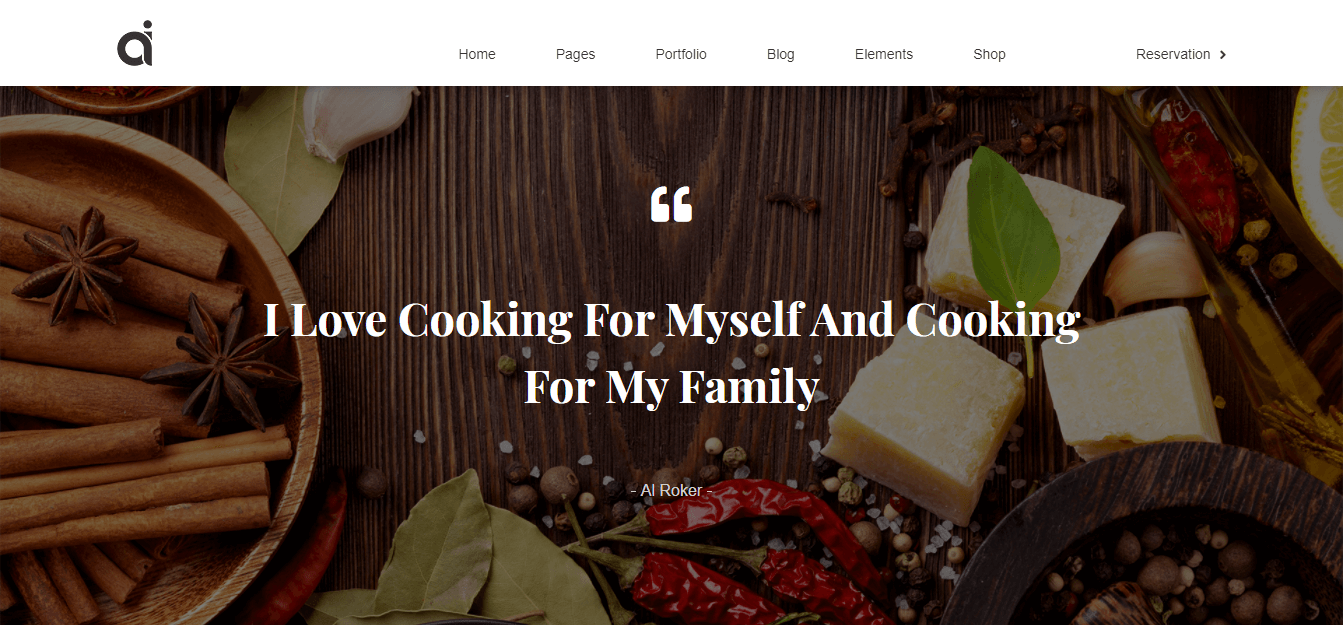 ai
Home
Pages
Portfolio
Blog
Elements
Shop
Reservation
“
I Love Cooking For Myself And Cooking
For My Family
- Al Roker -